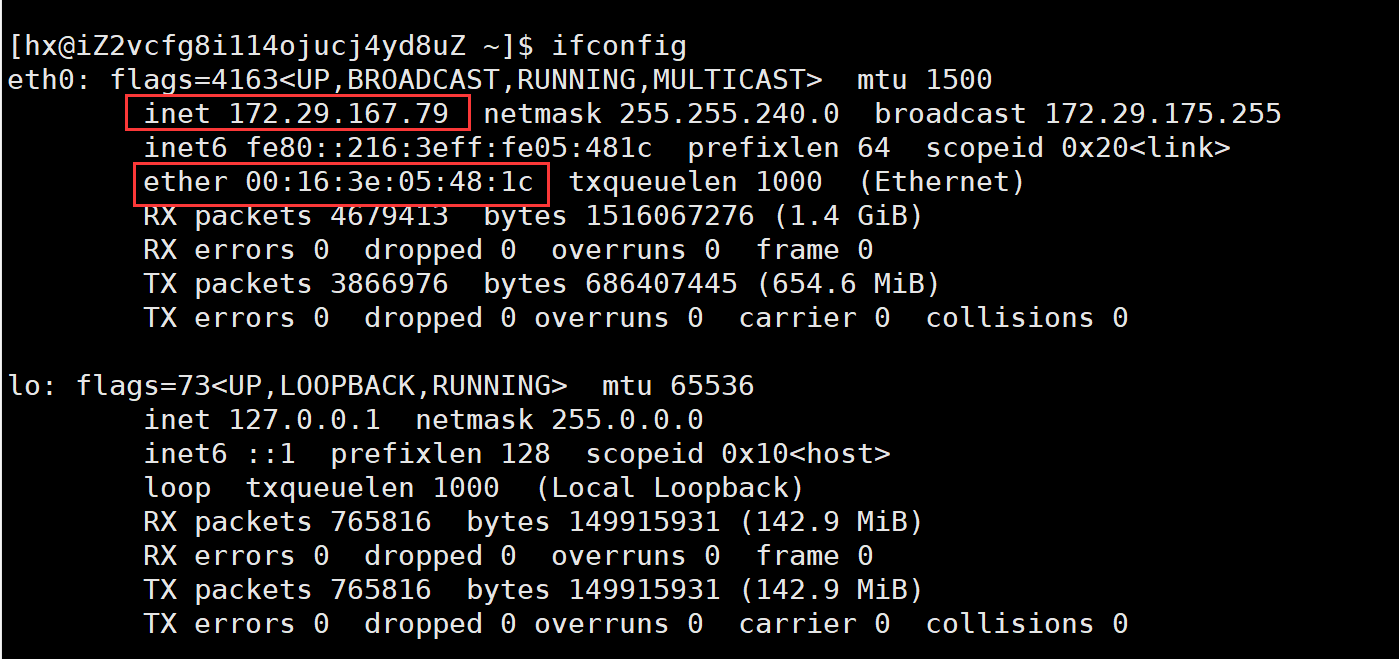 [hx@iZ2vcfg8i114ojucj4yd8uZ ~]$ ifconfig
eth0: flags=4163<UP,BROADCAST,RUNNING,MULTICAST>  mtu 1500
        inet 172.29.167.79  netmask 255.255.240.0  broadcast 172.29.175.255
        inet6 fe80::216:3eff:fe05:481c  prefixlen 64  scopeid 0x20<link>
        ether 00:16:3e:05:48:1c  txqueuelen 1000  (Ethernet)
        RX packets 4679413  bytes 1516067276 (1.4 GiB)
        RX errors 0  dropped 0  overruns 0  frame 0
        TX packets 3866976  bytes 686407445 (654.6 MiB)
        TX errors 0  dropped 0 overruns 0  carrier 0  collisions 0

lo: flags=73<UP,LOOPBACK,RUNNING>  mtu 65536
        inet 127.0.0.1  netmask 255.0.0.0
        inet6 ::1  prefixlen 128  scopeid 0x10<host>
        loop  txqueuelen 1000  (Local Loopback)
        RX packets 765816  bytes 149915931 (142.9 MiB)
        RX errors 0  dropped 0  overruns 0  frame 0
        TX packets 765816  bytes 149915931 (142.9 MiB)
        TX errors 0  dropped 0 overruns 0  carrier 0  collisions 0